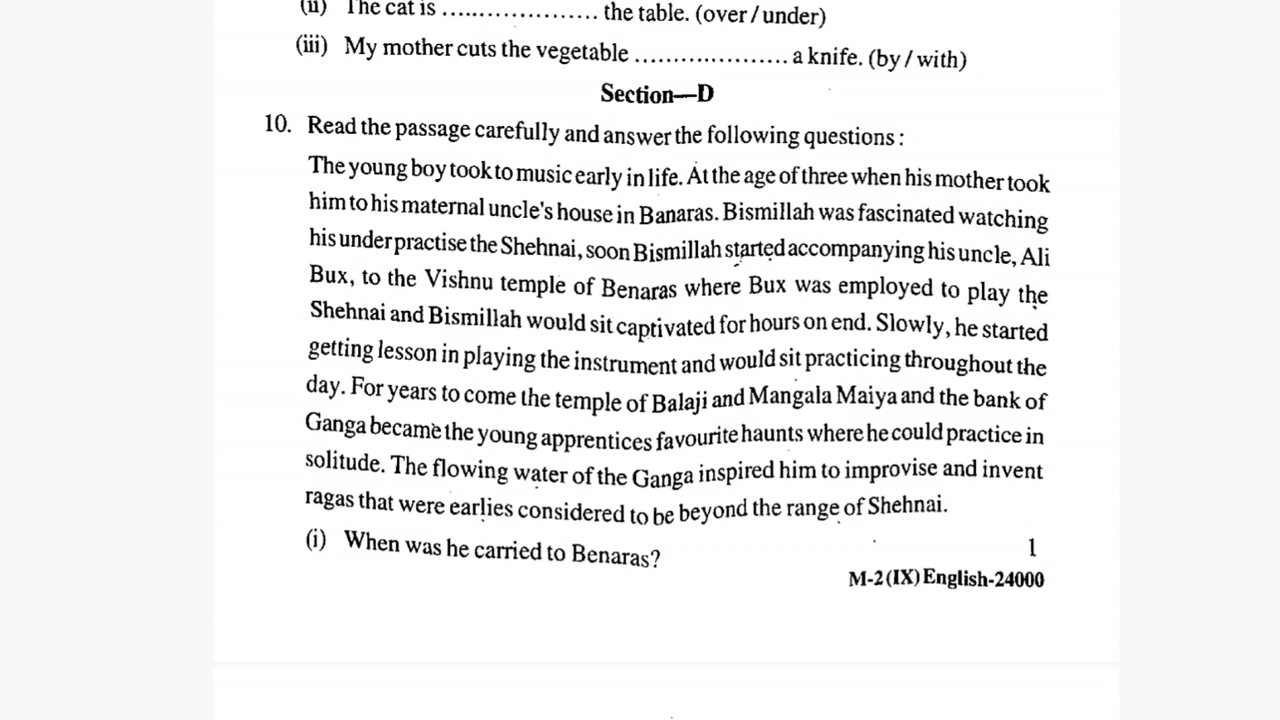 (ii) The cat is ..................... the table. (over / under)
(iii) My mother cuts the vegetable .................... a knife. (by / with)
Section—D
10. Read the passage carefully and answer the following questions :
The young boy took to music early in life. At the age of three when his mother took
him to his maternal uncle's house in Banaras. Bismillah was fascinated watching
his under practise the Shehnai, soon Bismillah started accompanying his uncle, Ali
Bux, to the Vishnu temple of Benaras where Bux was employed to play the
Shehnai and Bismillah would sit captivated for hours on end. Slowly, he started
getting lesson in playing the instrument and would sit practicing throughout the
day. For years to come the temple of Balaji and Mangala Maiya and the bank of
Ganga became the young apprentices favourite haunts where he could practice in
solitude. The flowing water of the Ganga inspired him to improvise and invent
ragas that were earlies considered to be beyond the range of Shehnai.
(i) When was he carried to Benaras? 1
M-2 (IX) English-24000